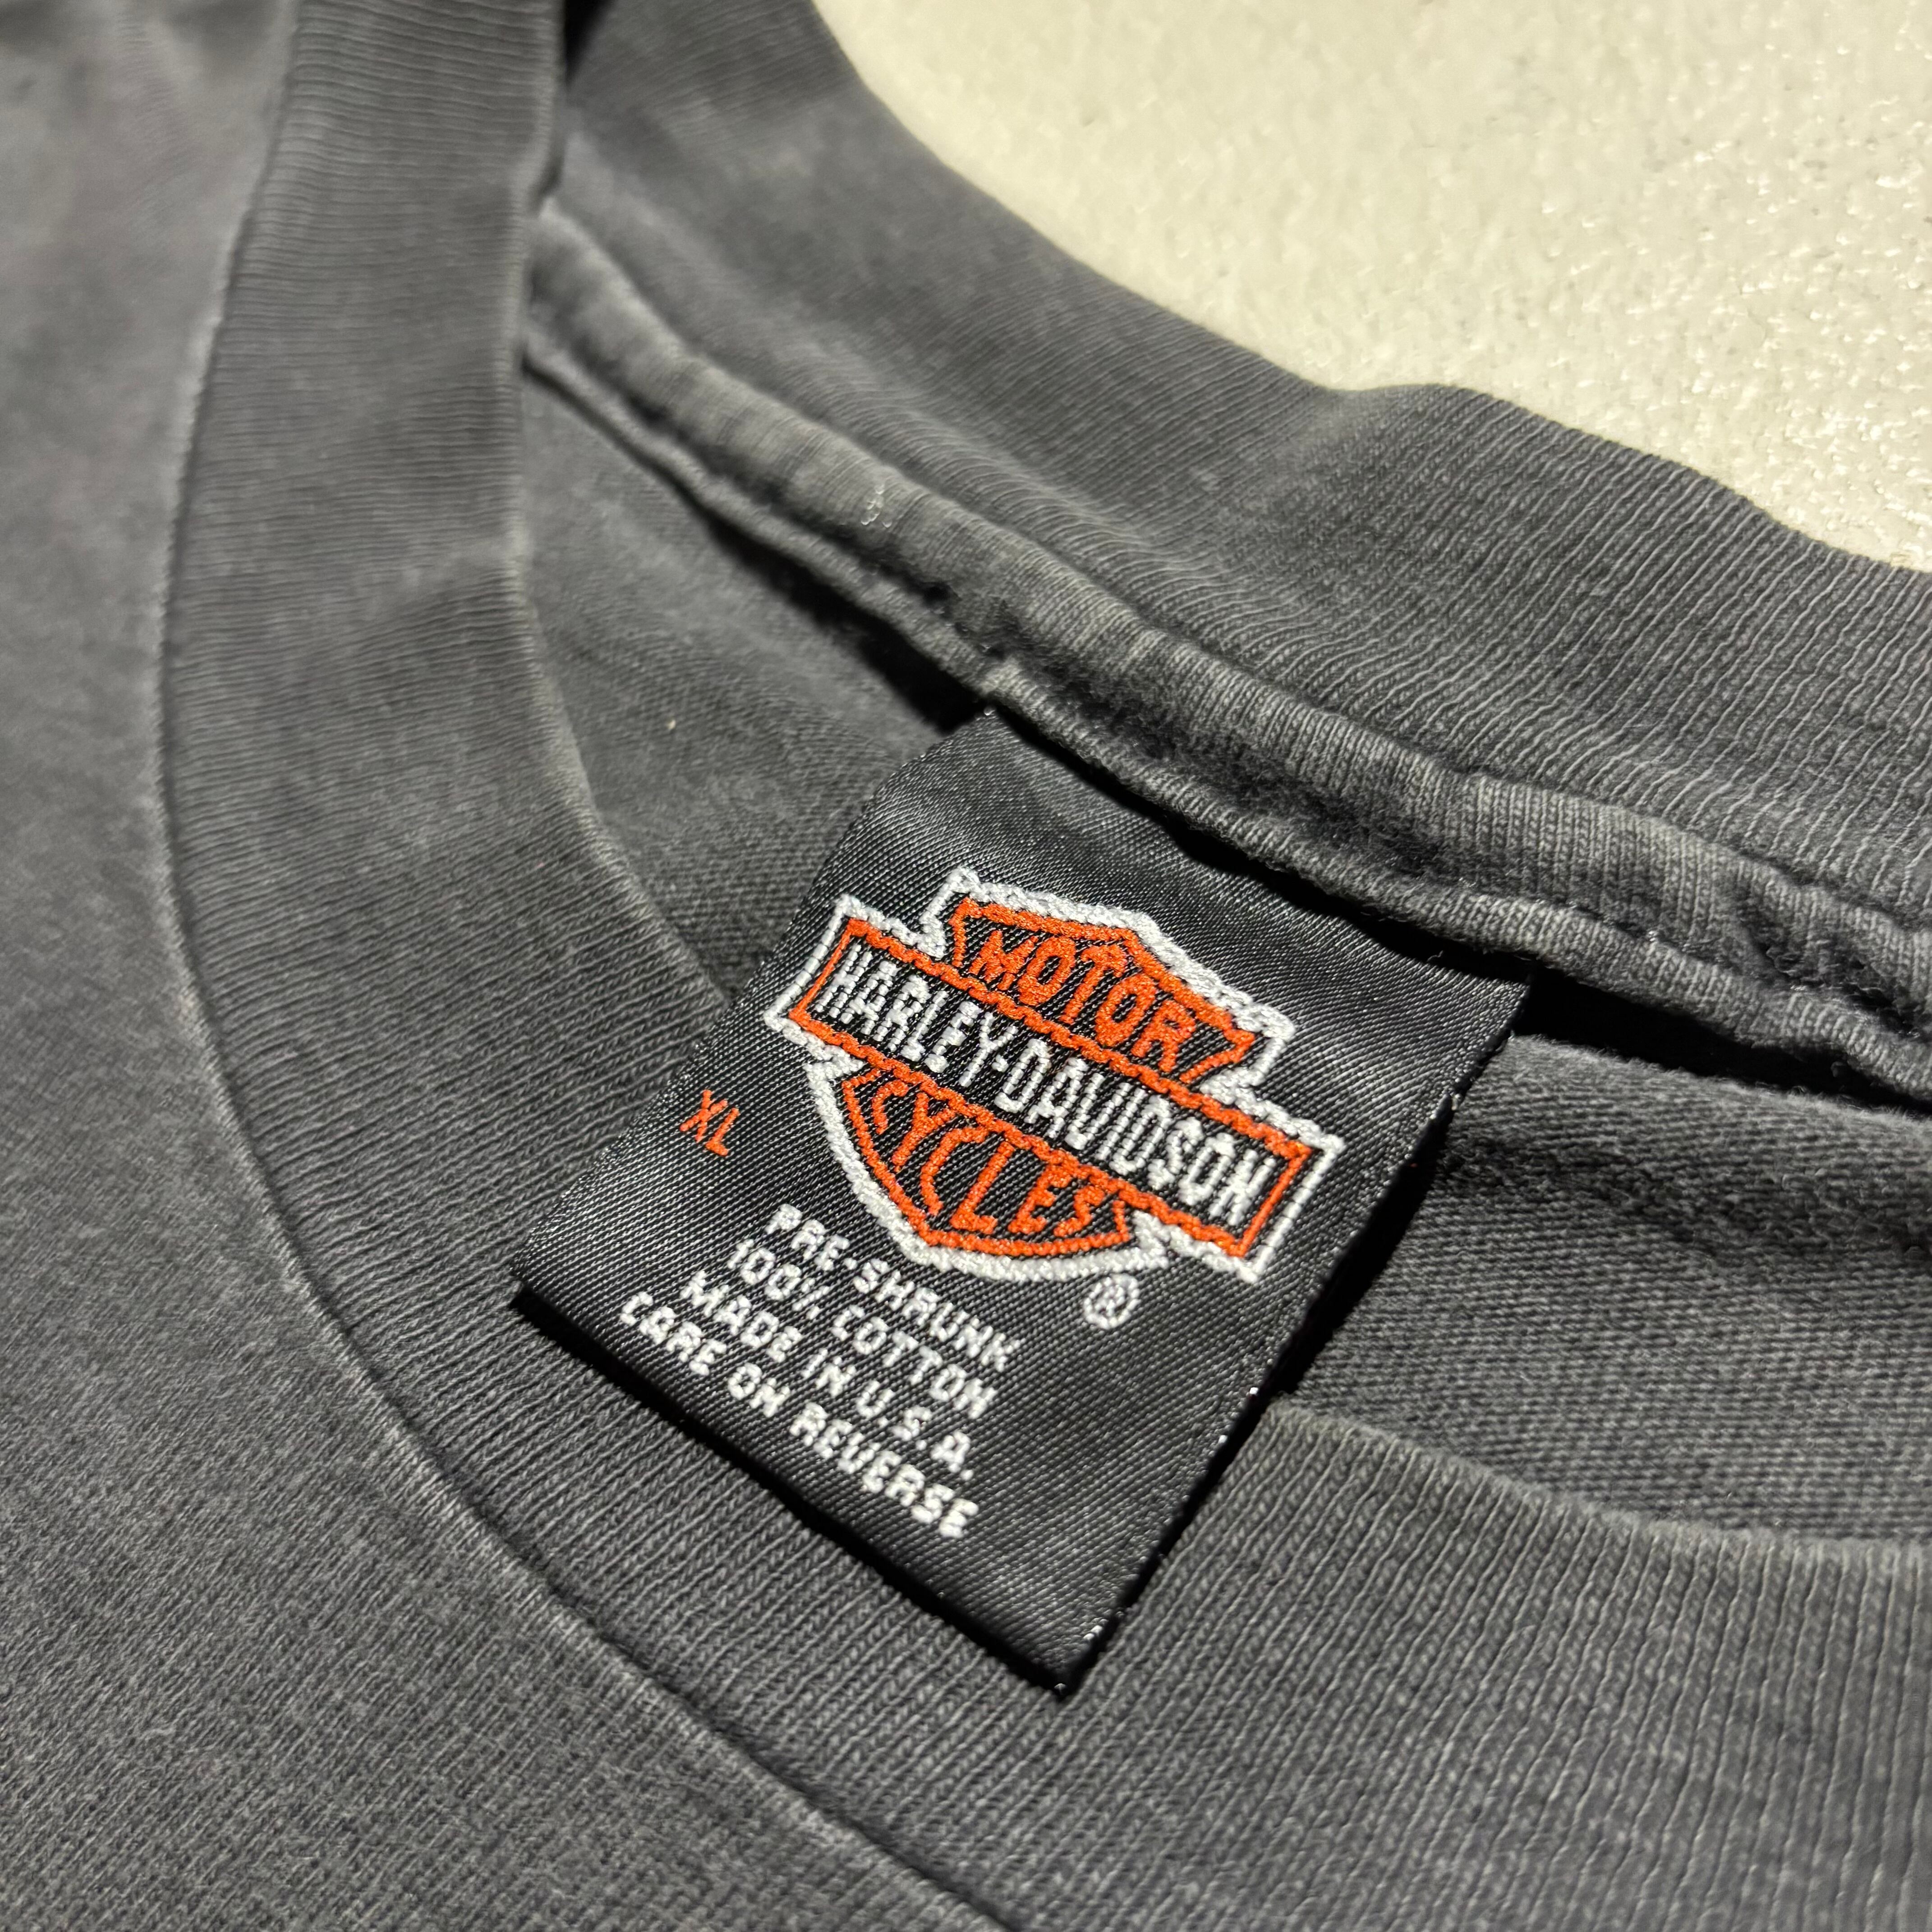 MOTOR
HARLEY-DAVIDSON
CYCLES
®
XL
PRE-SHRUNK
100% COTTON
MADE IN U.S.A.
CARE ON REVERSE